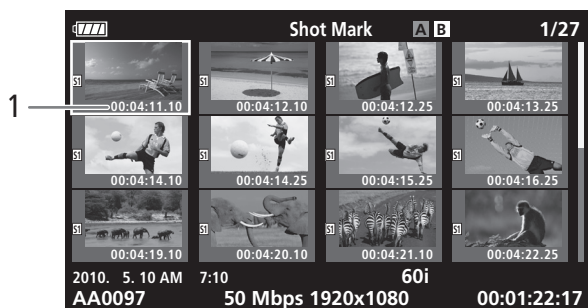 Shot Mark A B 1/27
1
S1 00:04:11.10 S1 00:04:12.10 S1 00:04:12.25 S1 00:04:13.25
S1 00:04:14.10 S1 00:04:14.25 S1 00:04:15.25 S1 00:04:16.25
S1 00:04:19.10 S1 00:04:20.10 S1 00:04:21.10 S1 00:04:22.25
2010. 5. 10 AM 7:10 60i
AA0097 50 Mbps 1920x1080 00:01:22:17